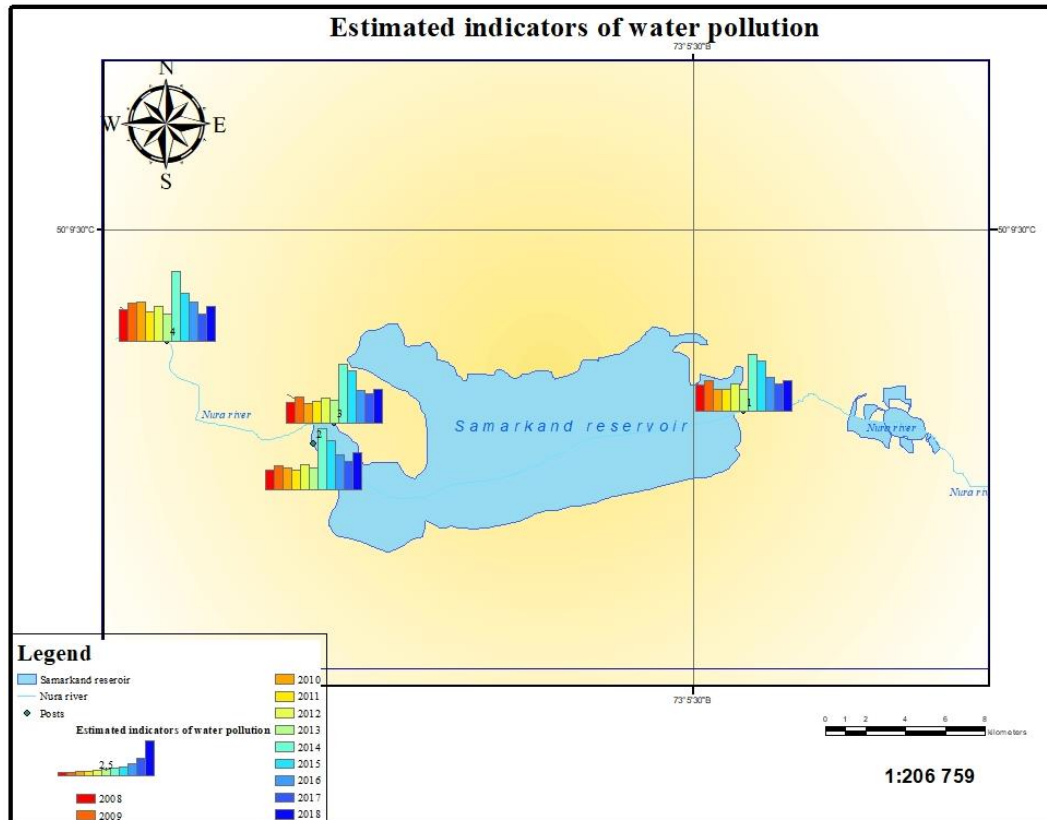 Estimated indicators of water pollution
73°5'30"B
N
W E
S
50°9'30"C
50°9'30"C
4
1
Nura river
3
2
Samarkand reservoir
Nura river
Nura riv
Legend
Samarkand reseroir
Nura river
Posts
Estimated indicators of water pollution
2,5
2008
2009
2010
2011
2012
2013
2014
2015
2016
2017
2018
73°5'30"B
0 1 2 4 6 8
Kilometers
1:206 759